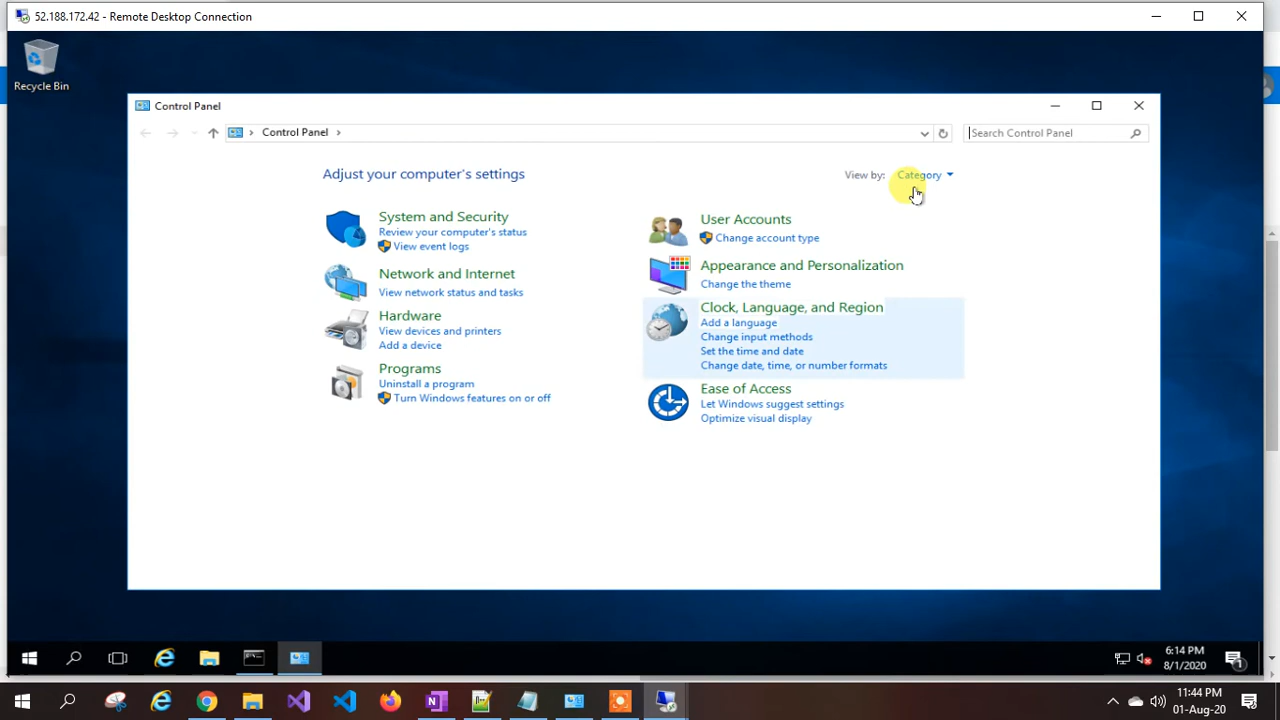 52.188.172.42 - Remote Desktop Connection
Recycle Bin
Control Panel
Control Panel
Search Control Panel
Adjust your computer's settings
View by: Category
System and Security
Review your computer's status
View event logs
Network and Internet
View network status and tasks
Hardware
View devices and printers
Add a device
Programs
Uninstall a program
Turn Windows features on or off
User Accounts
Change account type
Appearance and Personalization
Change the theme
Clock, Language, and Region
Add a language
Change input methods
Set the time and date
Change date, time, or number formats
Ease of Access
Let Windows suggest settings
Optimize visual display
6:14 PM
8/1/2020
1
11:44 PM
01-Aug-20